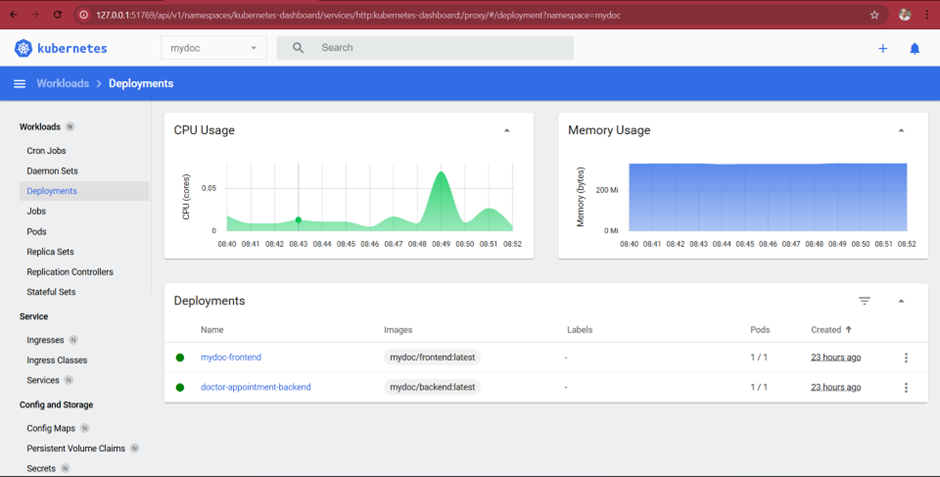 127.0.0.1:51769/api/v1/namespaces/kubernetes-dashboard/services/http:kubernetes-dashboard:/proxy/#/deployment?namespace=mydoc
kubernetes
mydoc
Search
Workloads > Deployments
Workloads N
Cron Jobs
Daemon Sets
Deployments
Jobs
Pods
Replica Sets
Replication Controllers
Stateful Sets
Service
Ingresses N
Ingress Classes
Services N
Config and Storage
Config Maps N
Persistent Volume Claims N
Secrets N
CPU Usage
CPU (cores)
0.05
0
08:40 08:41 08:42 08:43 08:44 08:45 08:46 08:47 08:48 08:49 08:50 08:51 08:52
Memory Usage
Memory (bytes)
200 Mi
0 Mi
08:40 08:41 08:42 08:43 08:44 08:45 08:46 08:47 08:48 08:49 08:50 08:51 08:52
Deployments
Name Images Labels Pods Created ↑
mydoc-frontend mydoc/frontend:latest - 1 / 1 23 hours ago
doctor-appointment-backend mydoc/backend:latest - 1 / 1 23 hours ago